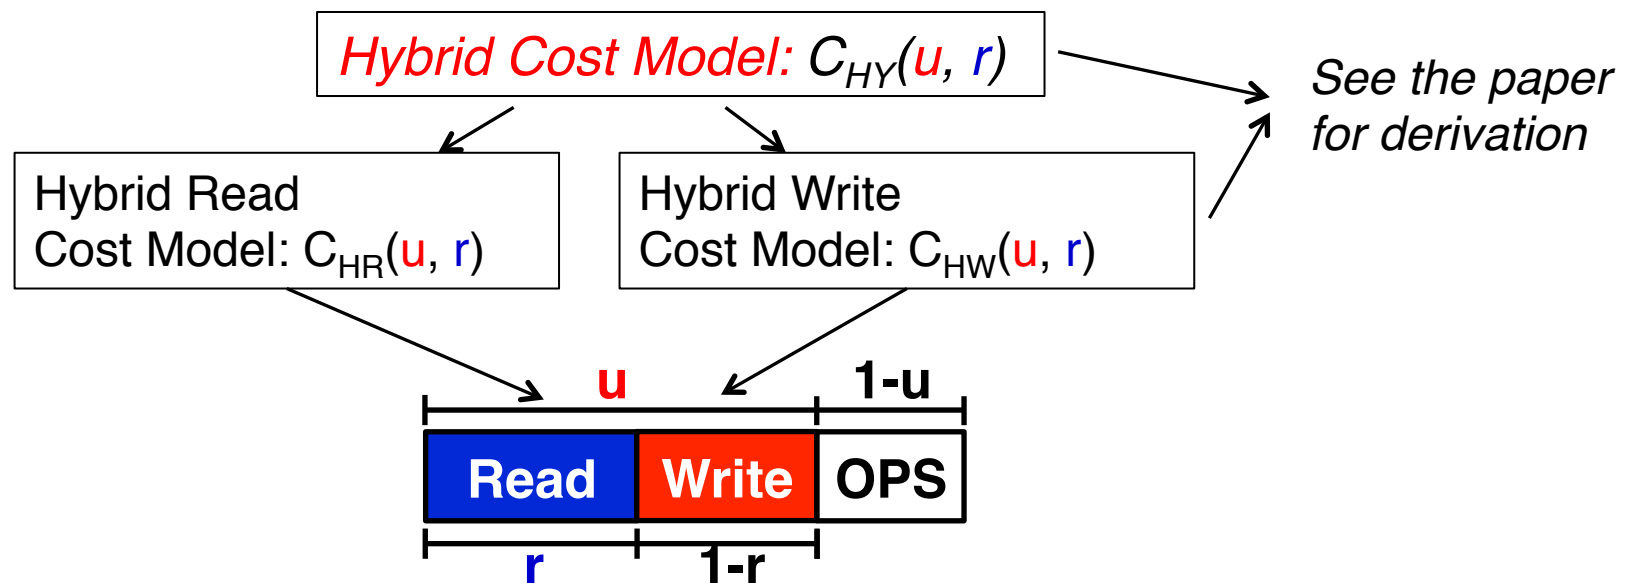 Hybrid Cost Model: C_HY(u, r)
See the paper
for derivation
Hybrid Read
Cost Model: C_HR(u, r)
Hybrid Write
Cost Model: C_HW(u, r)
u
1-u
Read
Write
OPS
r
1-r